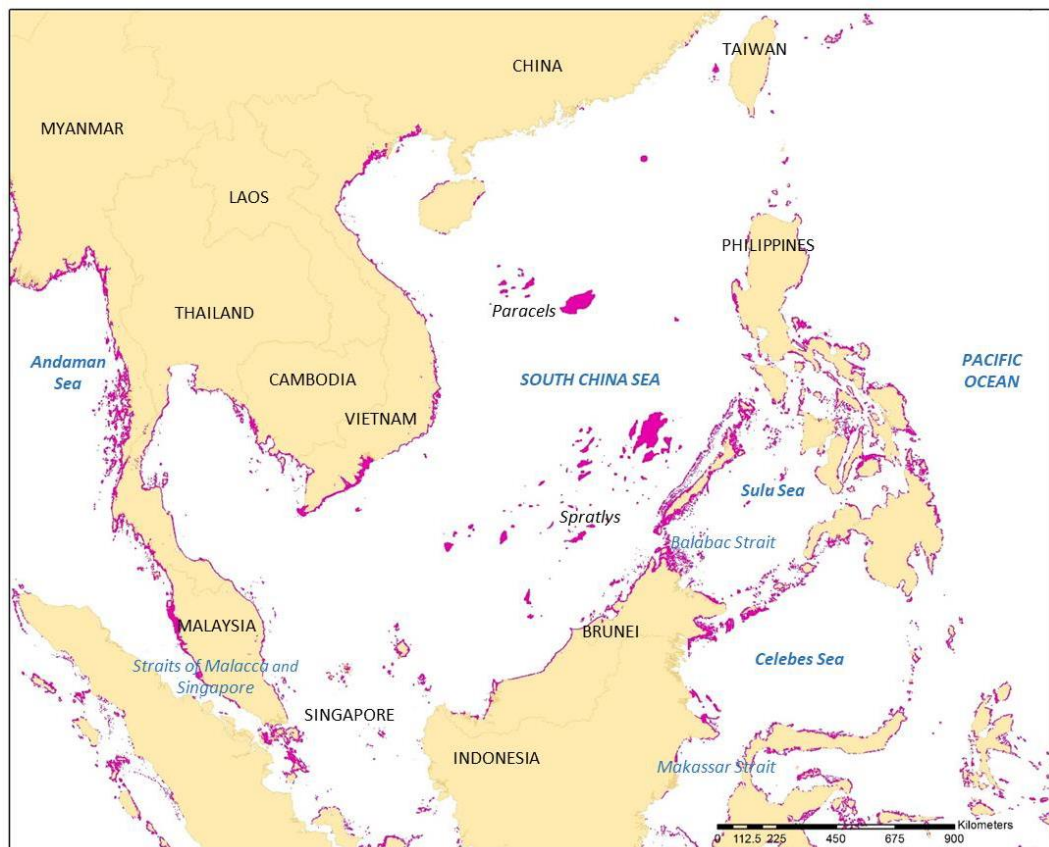 TAIWAN
CHINA
MYANMAR
LAOS
PHILIPPINES
Paracels
THAILAND
Andaman
Sea
CAMBODIA
SOUTH CHINA SEA
PACIFIC
OCEAN
VIETNAM
Sulu Sea
Spratlys
Balabac Strait
MALAYSIA
BRUNEI
Straits of Malacca and
Singapore
Celebes Sea
SINGAPORE
INDONESIA
Makassar Strait
Kilometers
0 112.5 225 450 675 900